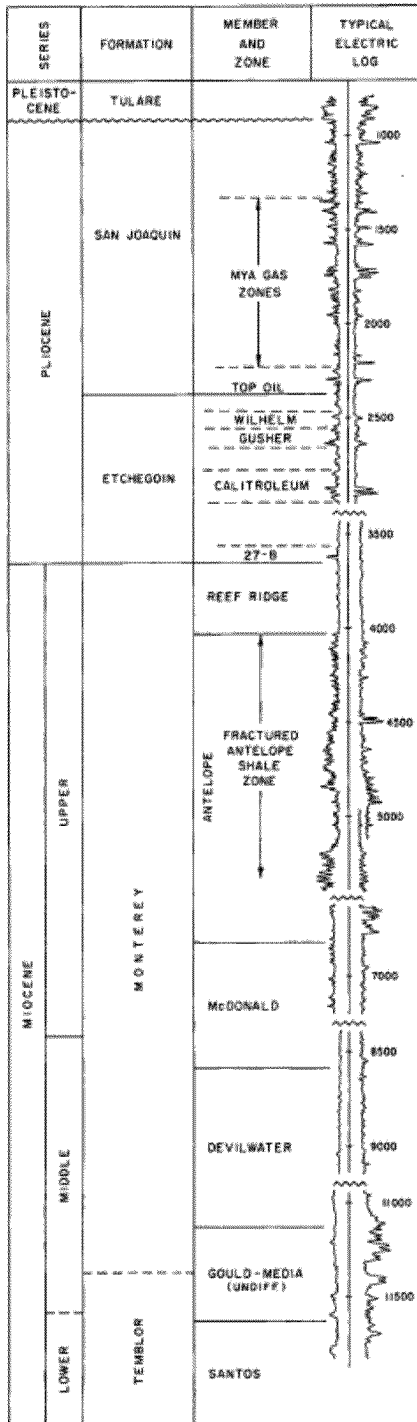 SERIES
FORMATION
MEMBER
AND
ZONE
TYPICAL
ELECTRIC
LOG
PLEISTO-
CENE
TULARE
1000
PLIOCENE
SAN JOAQUIN
1500
MYA GAS
ZONES
2000
TOP OIL
ETCHEGOIN
WILHELM
2500
GUSHER
CALITROLEUM
3500
27-B
MIOCENE
UPPER
MONTEREY
REEF RIDGE
4000
ANTELOPE
FRACTURED
ANTELOPE
SHALE
ZONE
4500
5000
McDONALD
7000
8500
MIDDLE
DEVILWATER
9000
11000
GOULD-MEDIA
(UNDIFF)
11500
LOWER
TEMBLOR
SANTOS